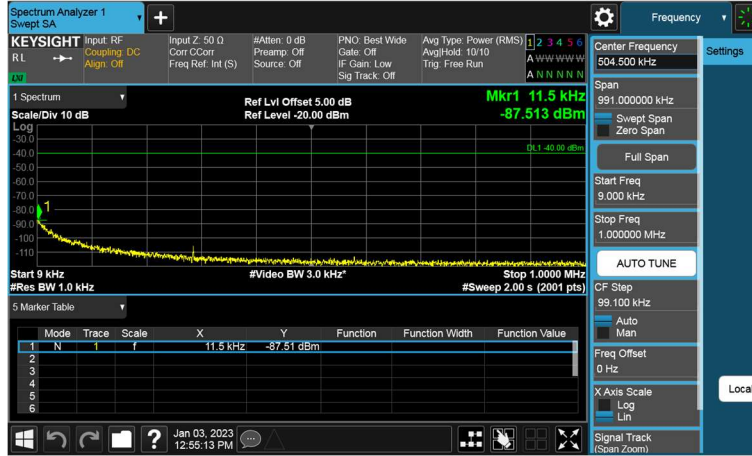 Spectrum Analyzer 1
Swept SA
Frequency
KEYSIGHT
RL
LXI
Input: RF
Coupling: DC
Align: Off
Input Z: 50 Ω
Corr CCorr
Freq Ref: Int (S)
#Atten: 0 dB
Preamp: Off
Source: Off
PNO: Best Wide
Gate: Off
IF Gain: Low
Sig Track: Off
Avg Type: Power (RMS)
Avg|Hold: 10/10
Trig: Free Run
1 2 3 4 5 6
A W W W W W
A N N N N N
1 Spectrum
Scale/Div 10 dB
Ref Lvl Offset 5.00 dB
Ref Level -20.00 dBm
Mkr1 11.5 kHz
-87.513 dBm
Log
-30.0
-40.0
-50.0
-60.0
-70.0
-80.0
-90.0
-100
-110
1
DL1 -40.00 dBm
Start 9 kHz
#Res BW 1.0 kHz
#Video BW 3.0 kHz*
Stop 1.0000 MHz
#Sweep 2.00 s (2001 pts)
5 Marker Table
Mode Trace Scale X Y Function Function Width Function Value
1 N 1 f 11.5 kHz -87.51 dBm
2
3
4
5
6
Jan 03, 2023
12:55:13 PM
Center Frequency
504.500 kHz
Settings
Span
991.000000 kHz
Swept Span
Zero Span
Full Span
Start Freq
9.000 kHz
Stop Freq
1.000000 MHz
AUTO TUNE
CF Step
99.100 kHz
Auto
Man
Freq Offset
0 Hz
X Axis Scale
Log
Lin
Local
Signal Track
(Span Zoom)